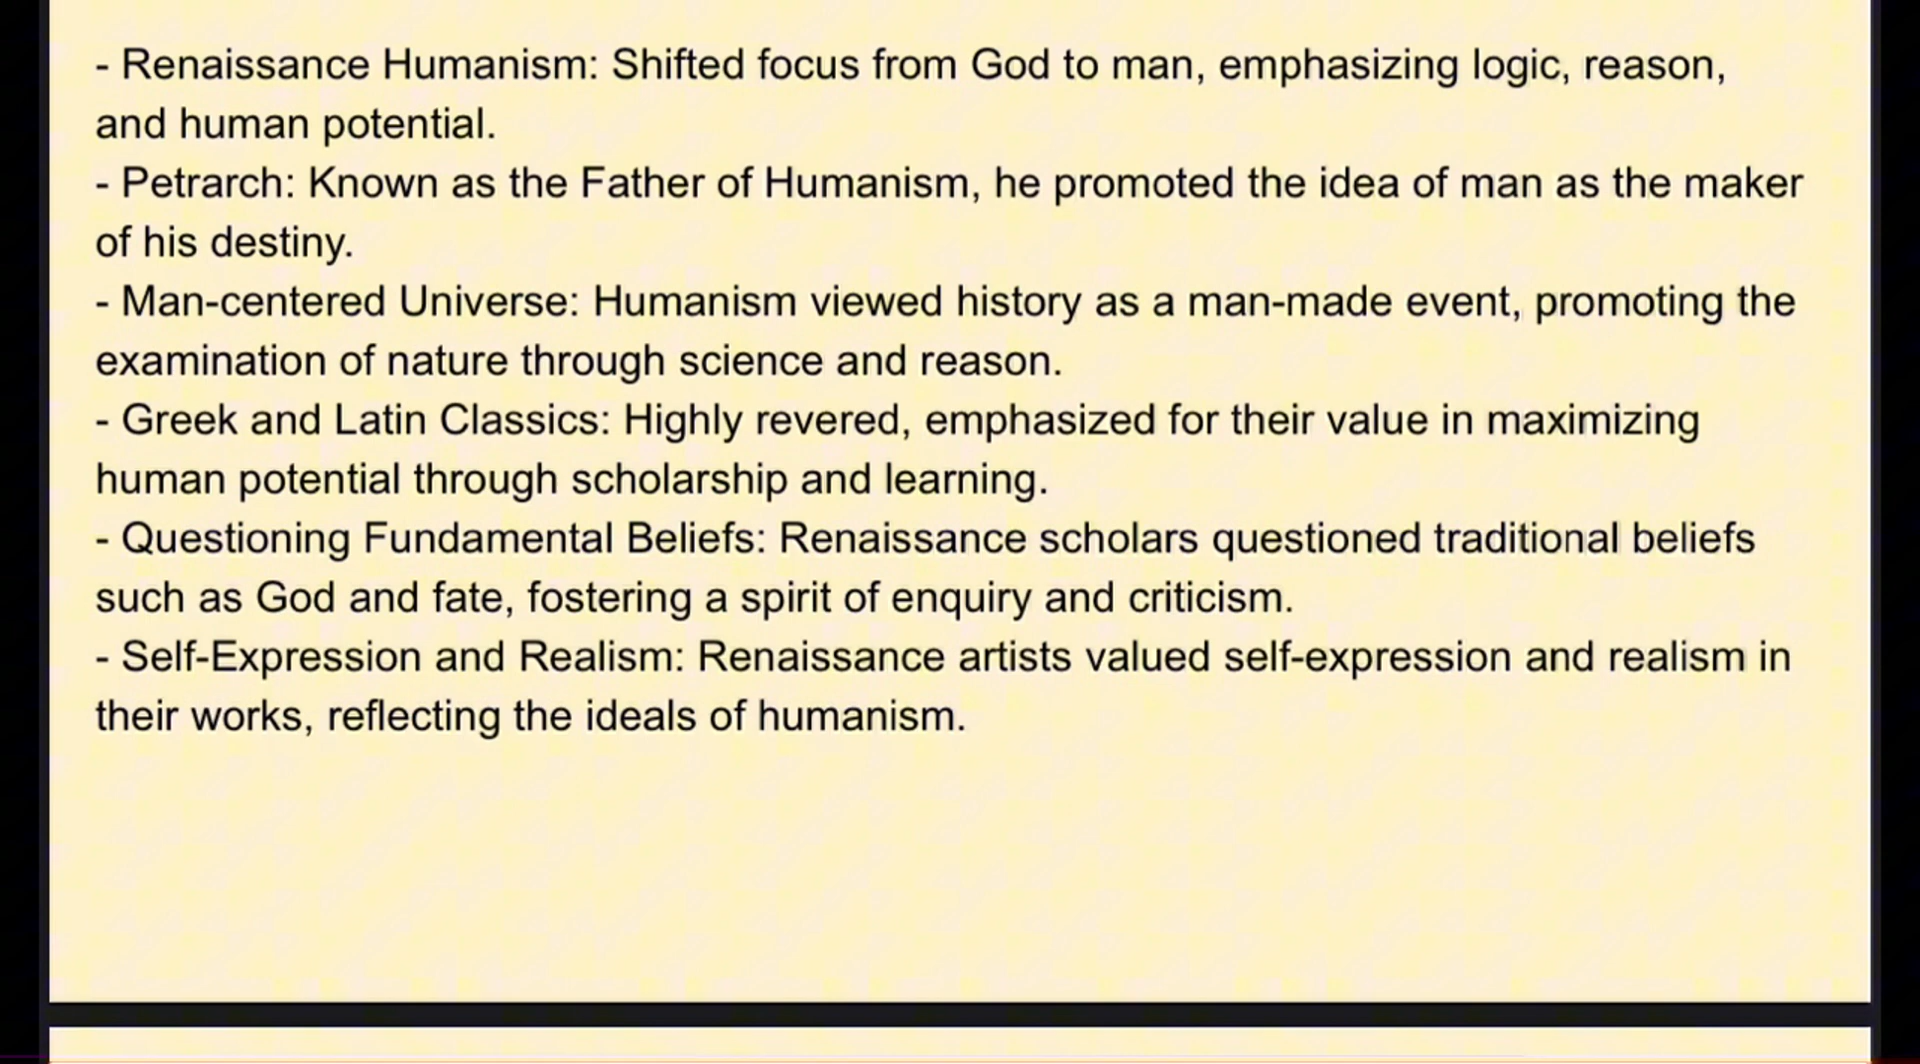 - Renaissance Humanism: Shifted focus from God to man, emphasizing logic, reason,
and human potential.
- Petrarch: Known as the Father of Humanism, he promoted the idea of man as the maker
of his destiny.
- Man-centered Universe: Humanism viewed history as a man-made event, promoting the
examination of nature through science and reason.
- Greek and Latin Classics: Highly revered, emphasized for their value in maximizing
human potential through scholarship and learning.
- Questioning Fundamental Beliefs: Renaissance scholars questioned traditional beliefs
such as God and fate, fostering a spirit of enquiry and criticism.
- Self-Expression and Realism: Renaissance artists valued self-expression and realism in
their works, reflecting the ideals of humanism.